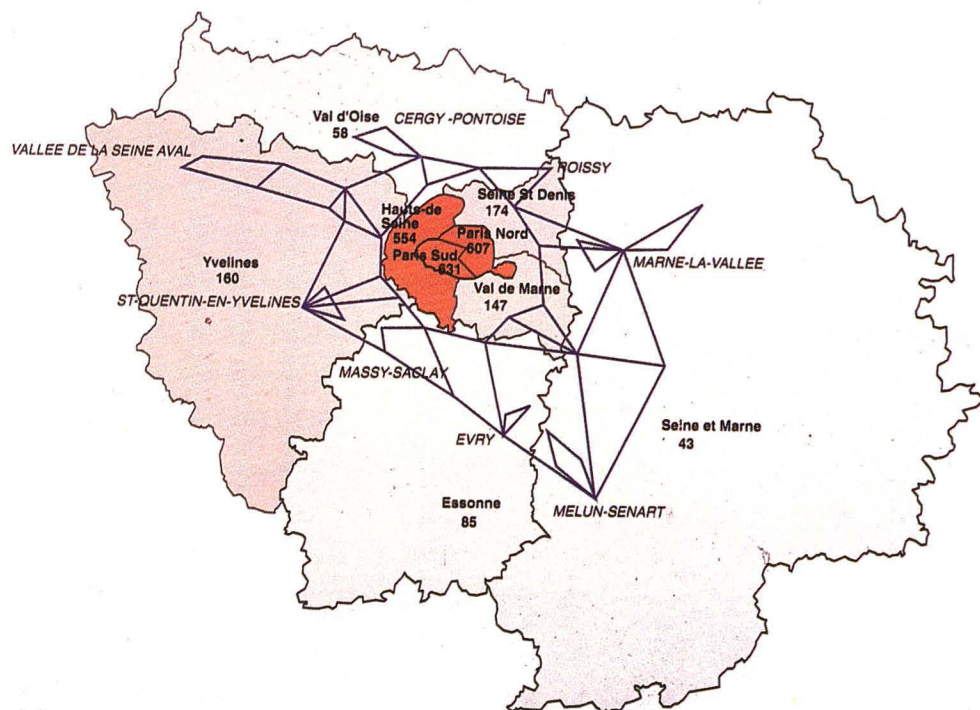 Val d'Oise
58
CERGY -PONTOISE
VALLEE DE LA SEINE AVAL
ROISSY
Seine St Denis
174
Hauts-de
Seine
554
Paris Nord
607
Paris Sud
631
Yvelines
160
MARNE-LA-VALLEE
Val de Marne
147
ST-QUENTIN-EN-YVELINES
MASSY-SACLAY
Seine et Marne
43
EVRY
Essonne
85
MELUN-SENART